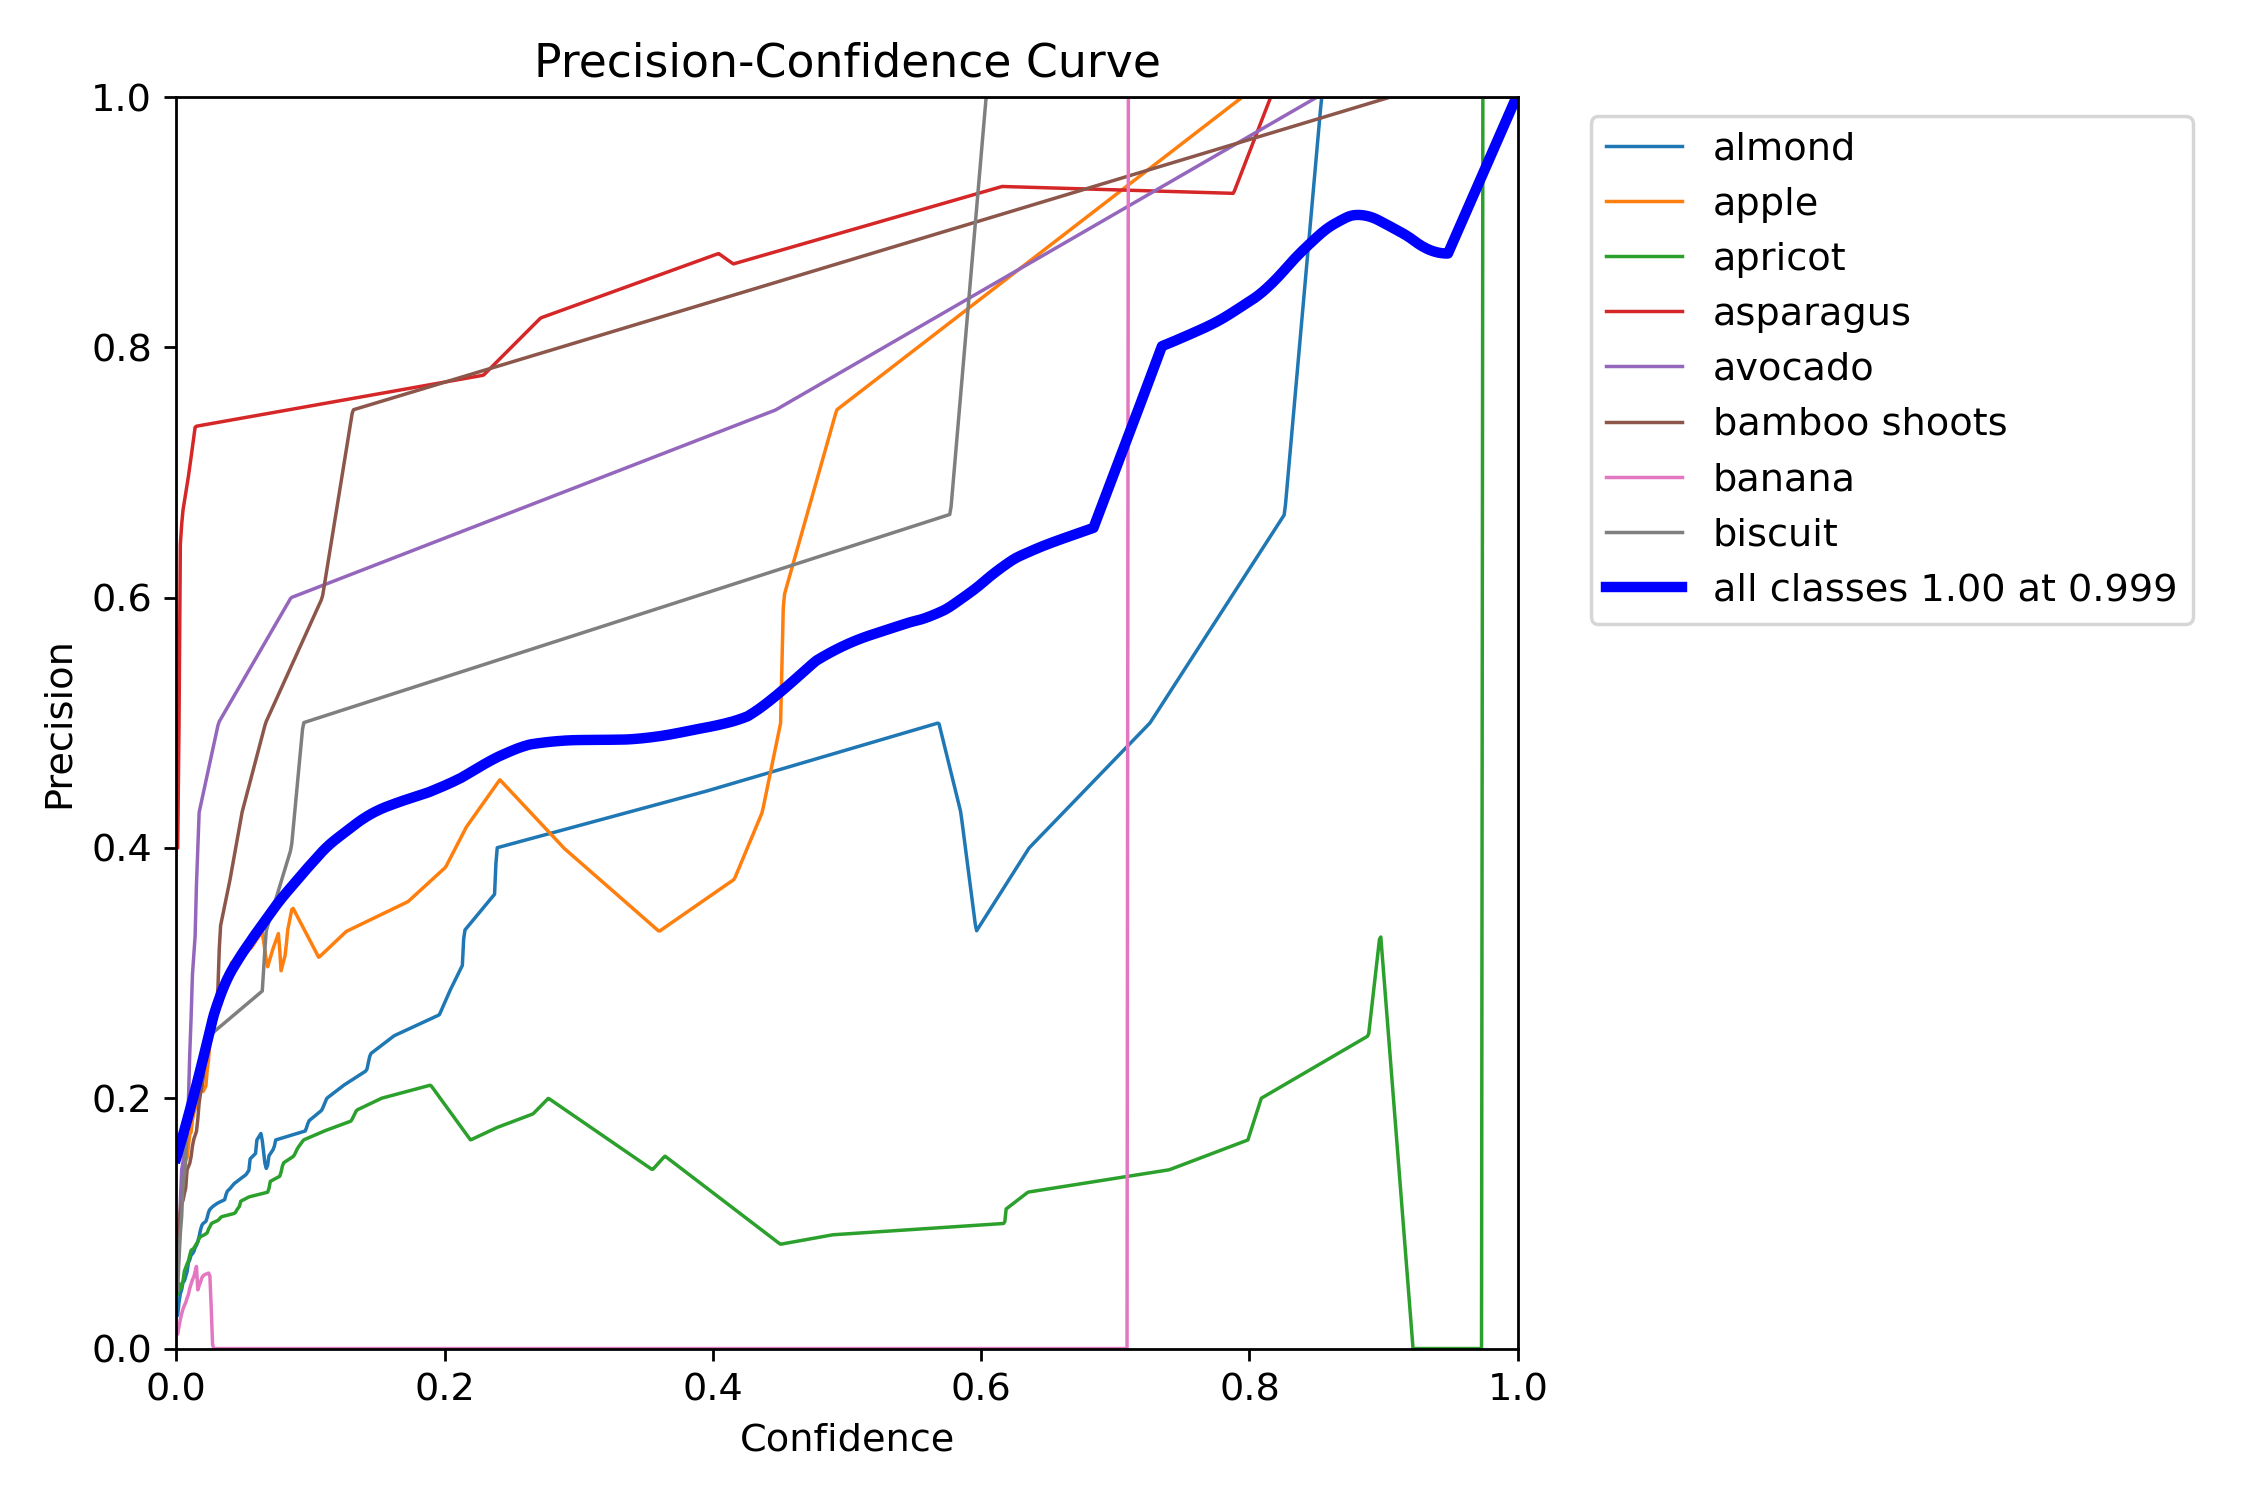 Precision-Confidence Curve
1.0
0.8
0.6
0.4
0.2
0.0
Precision
0.0 0.2 0.4 0.6 0.8 1.0
Confidence
almond
apple
apricot
asparagus
avocado
bamboo shoots
banana
biscuit
all classes 1.00 at 0.999